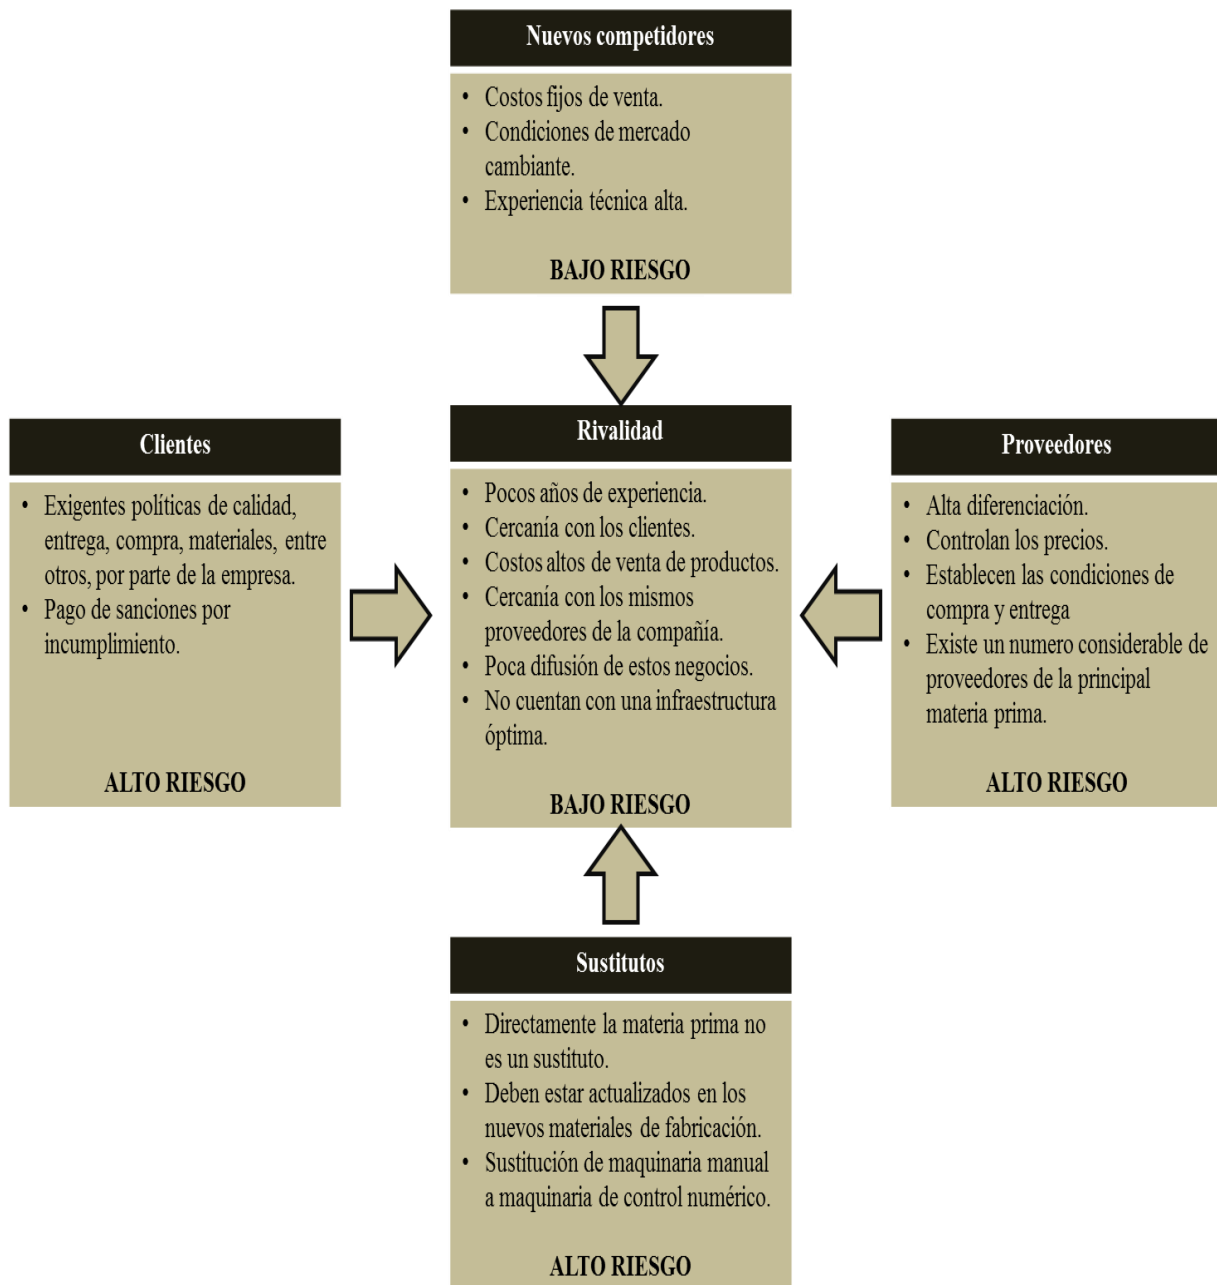 Nuevos competidores
• Costos fijos de venta.
• Condiciones de mercado
cambiante.
• Experiencia técnica alta.
BAJO RIESGO
Clientes
• Exigentes políticas de calidad,
entrega, compra, materiales, entre
otros, por parte de la empresa.
• Pago de sanciones por
incumplimiento.
ALTO RIESGO
Rivalidad
• Pocos años de experiencia.
• Cercanía con los clientes.
• Costos altos de venta de productos.
• Cercanía con los mismos
proveedores de la compañía.
• Poca difusión de estos negocios.
• No cuentan con una infraestructura
óptima.
BAJO RIESGO
Proveedores
• Alta diferenciación.
• Controlan los precios.
• Establecen las condiciones de
compra y entrega
• Existe un numero considerable de
proveedores de la principal
materia prima.
ALTO RIESGO
Sustitutos
• Directamente la materia prima no
es un sustituto.
• Deben estar actualizados en los
nuevos materiales de fabricación.
• Sustitución de maquinaria manual
a maquinaria de control numérico.
ALTO RIESGO